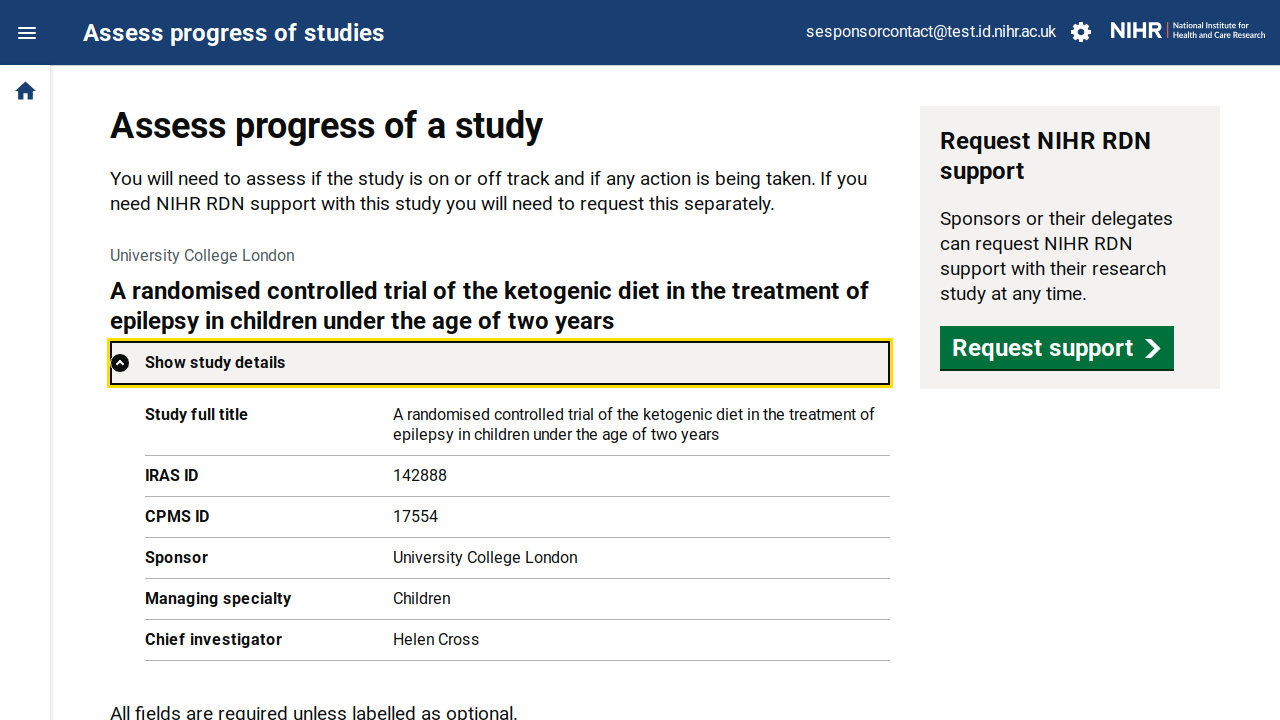 Assess progress of studies
sesponsorcontact@test.id.nihr.ac.uk
NIHR
National Institute for
Health and Care Research
Assess progress of a study
You will need to assess if the study is on or off track and if any action is being taken. If you
need NIHR RDN support with this study you will need to request this separately.
University College London
A randomised controlled trial of the ketogenic diet in the treatment of
epilepsy in children under the age of two years
Show study details
Study full title
A randomised controlled trial of the ketogenic diet in the treatment of
epilepsy in children under the age of two years
IRAS ID
142888
CPMS ID
17554
Sponsor
University College London
Managing specialty
Children
Chief investigator
Helen Cross
All fields are required unless labelled as optional.
Request NIHR RDN
support
Sponsors or their delegates
can request NIHR RDN
support with their research
study at any time.
Request support